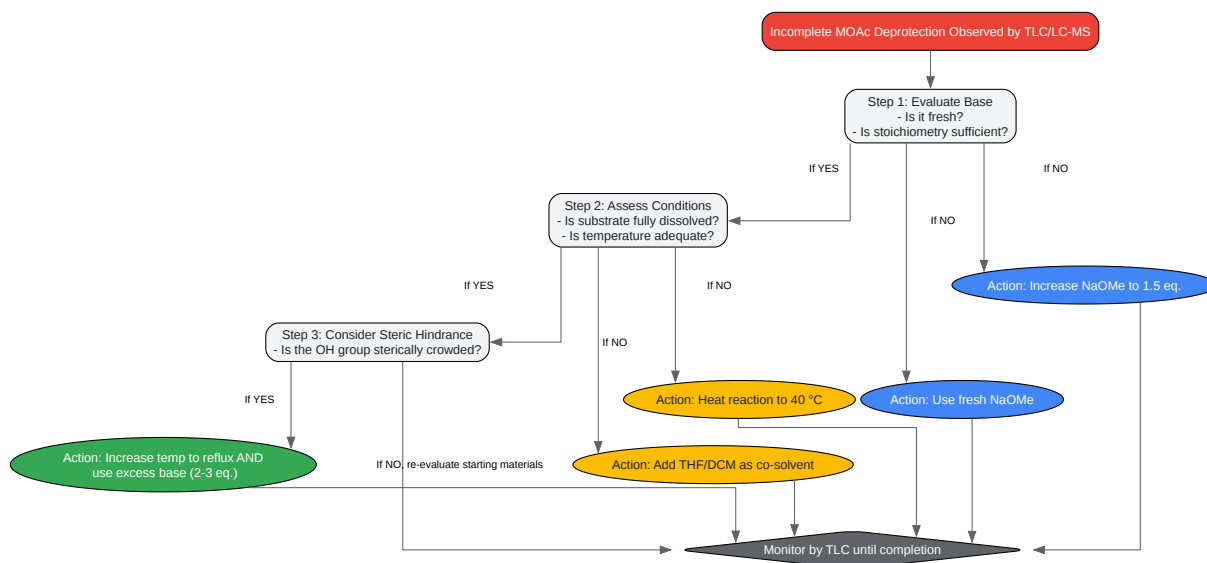 Incomplete MOAc Deprotection Observed by TLC/LC-MS
Step 1: Evaluate Base
- Is it fresh?
- Is stoichiometry sufficient?
If YES
If NO
If NO
Step 2: Assess Conditions
- Is substrate fully dissolved?
- Is temperature adequate?
Action: Increase NaOMe to 1.5 eq.
If YES
If NO
If NO
Step 3: Consider Steric Hindrance
- Is the OH group sterically crowded?
If YES
Action: Heat reaction to 40 °C
Action: Use fresh NaOMe
Action: Increase temp to reflux AND
use excess base (2-3 eq.)
If NO, re-evaluate starting materials
Action: Add THF/DCM as co-solvent
Monitor by TLC until completion